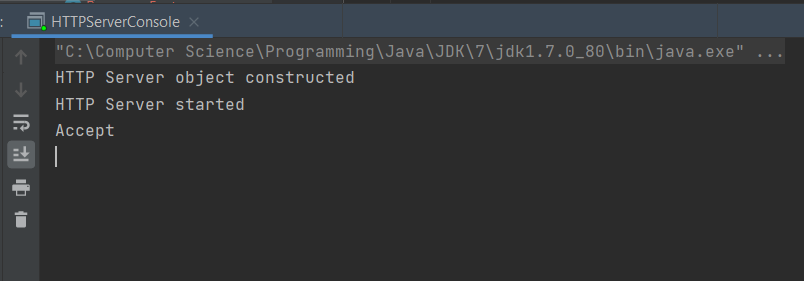 HTTPServerConsole
"C:\Computer Science\Programming\Java\JDK\7\jdk1.7.0_80\bin\java.exe" ...
HTTP Server object constructed
HTTP Server started
Accept